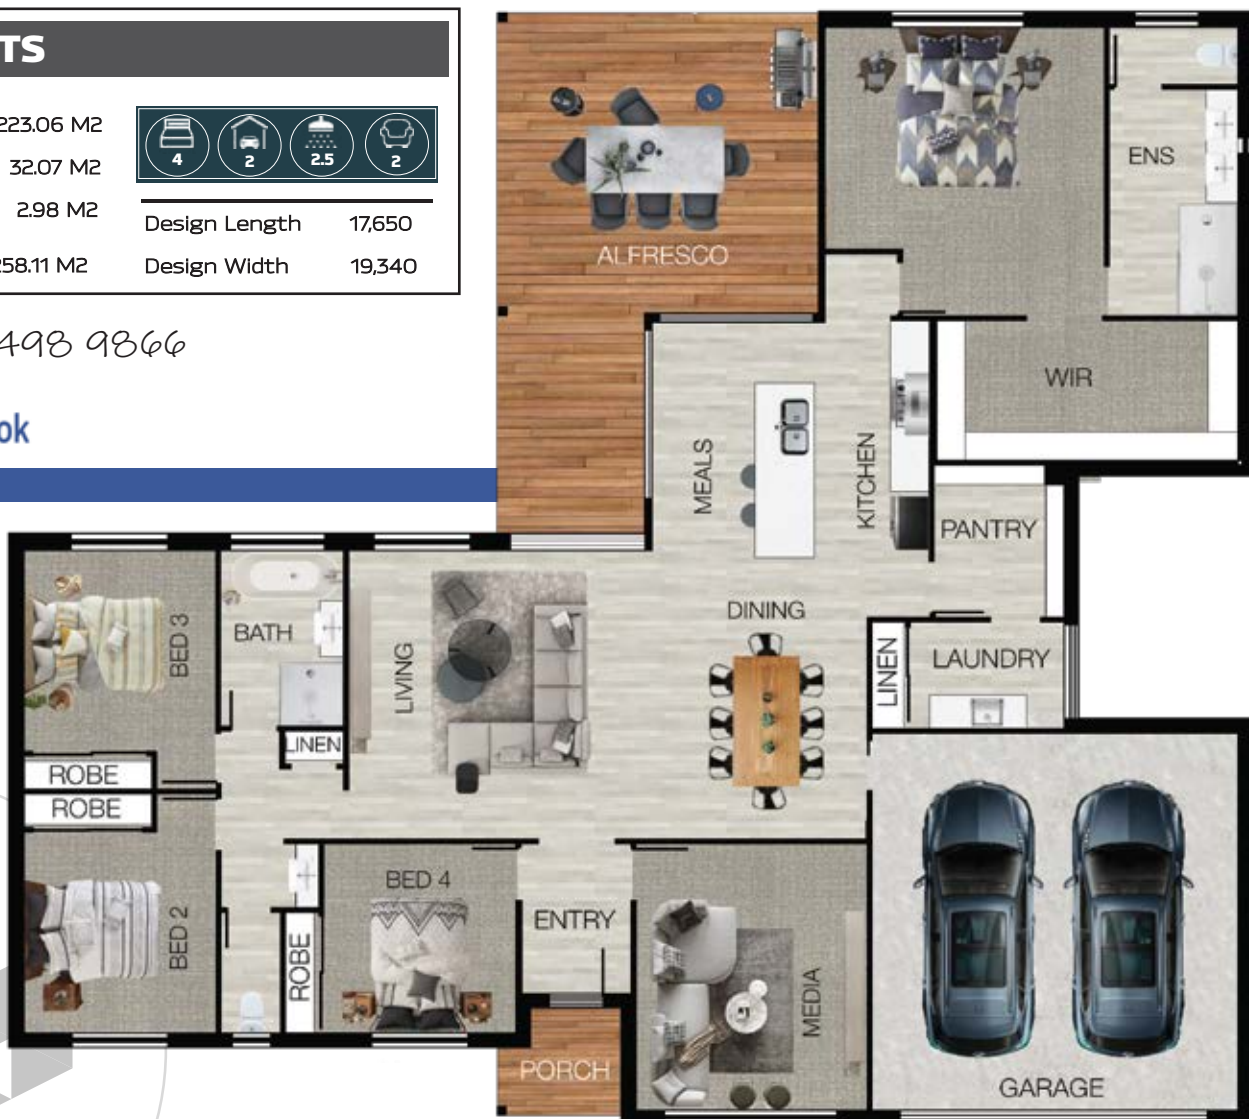 TS
223.06 M2
32.07 M2
2.98 M2
258.11 M2
4
2
2.5
2
Design Length 17,650
Design Width 19,340
498 9866
ok
ALFRESCO
ENS
WIR
MEALS
KITCHEN
PANTRY
BED 3
BATH
LIVING
DINING
LINEN
LAUNDRY
LINEN
ROBE
ROBE
BED 2
BED 4
ROBE
ENTRY
MEDIA
PORCH
GARAGE